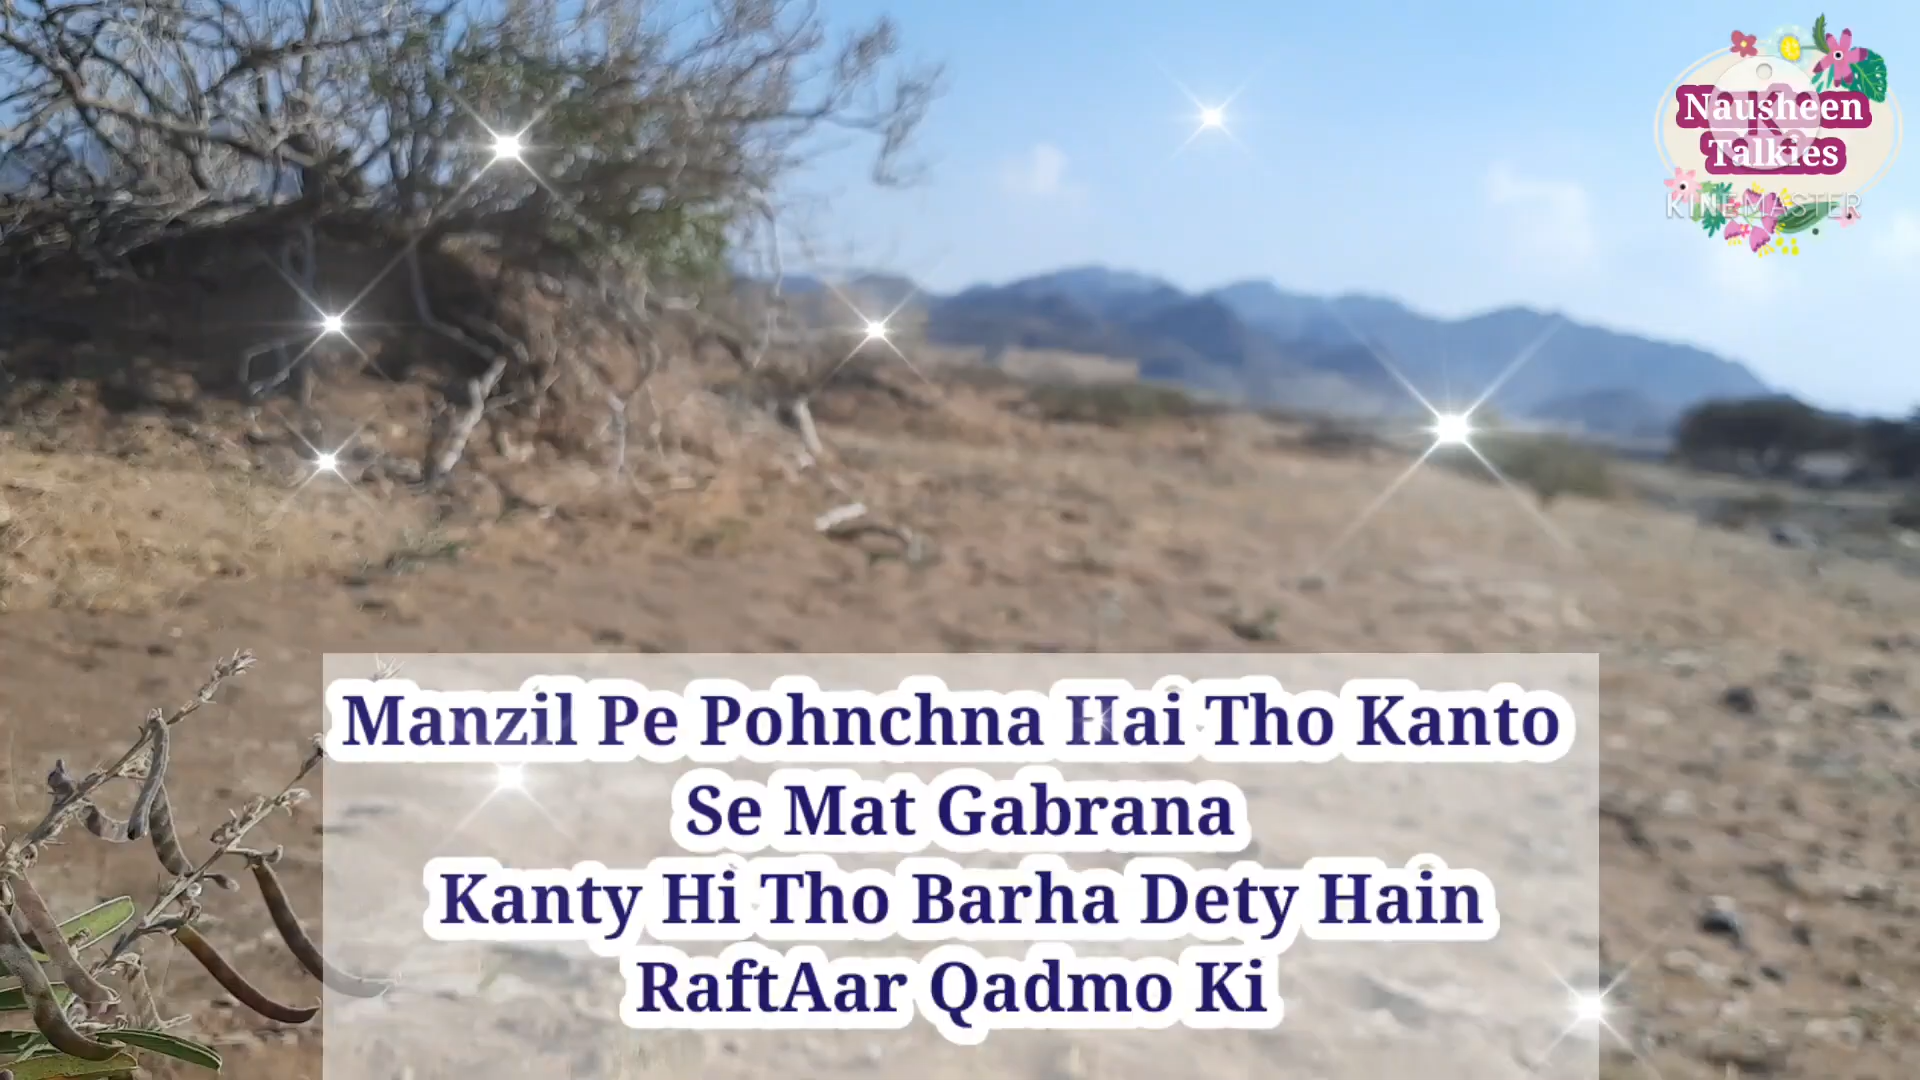 Nausheen
Talkies
K
KINEMASTER
Manzil Pe Pohnchna Hai Tho Kanto
Se Mat Gabrana
Kanty Hi Tho Barha Dety Hain
RaftAar Qadmo Ki